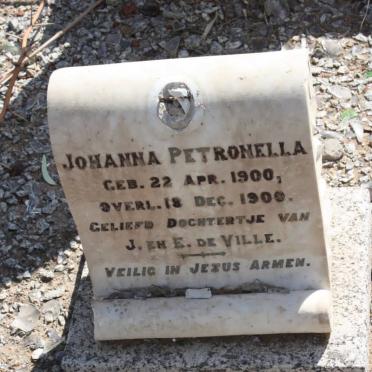 JOHANNA PETRONELLA
GEB. 22 APR. 1900,
OVERL. 18 DEC. 1900.
GELIEFD DOCHTERTJE VAN
J. EN E. DE VILLE.
VEILIG IN JEZUS ARMEN.